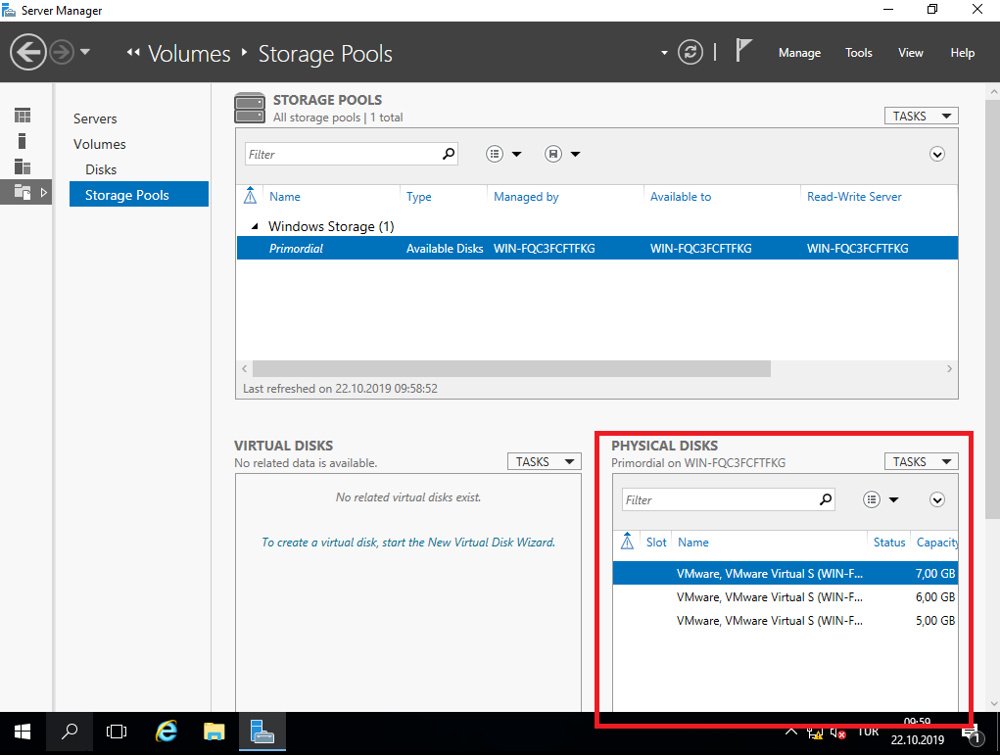 Server Manager
Volumes Storage Pools
Manage Tools View Help
Servers
Volumes
Disks
Storage Pools
STORAGE POOLS
All storage pools | 1 total
TASKS
Filter
Name Type Managed by Available to Read-Write Server
Windows Storage (1)
Primordial Available Disks WIN-FQC3FCFTFKG WIN-FQC3FCFTFKG WIN-FQC3FCFTFKG
Last refreshed on 22.10.2019 09:58:52
VIRTUAL DISKS
No related data is available.
TASKS
No related virtual disks exist.
To create a virtual disk, start the New Virtual Disk Wizard.
PHYSICAL DISKS
Primordial on WIN-FQC3FCFTFKG
TASKS
Filter
Slot Name Status Capacity
VMware, VMware Virtual S (WIN-F... 7,00 GB
VMware, VMware Virtual S (WIN-F... 6,00 GB
VMware, VMware Virtual S (WIN-F... 5,00 GB
TUR
09:59
22.10.2019
1